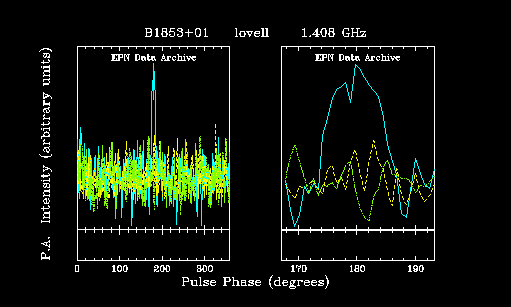 B1853+01 lovell 1.408 GHz
EPN Data Archive EPN Data Archive
P.A. Intensity (arbitrary units)
0 100 200 300 170 180 190
Pulse Phase (degrees)